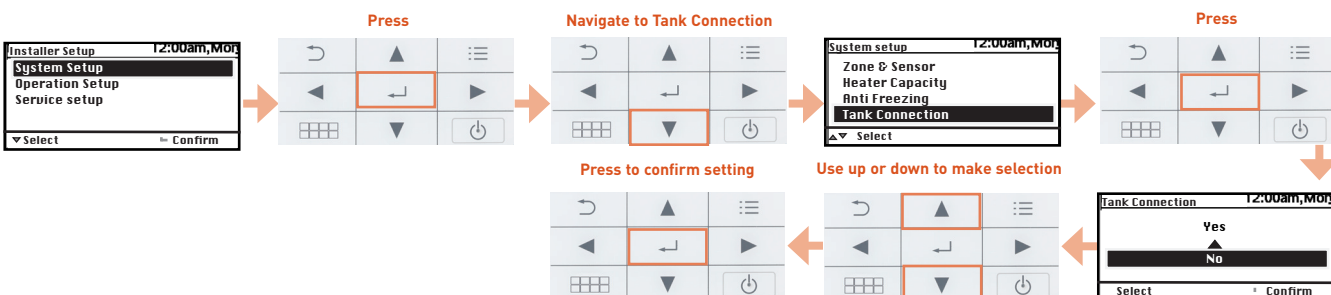 Press
Navigate to Tank Connection
Press
Installer Setup 12:00am,Mon
System Setup
Operation Setup
Service setup
▼Select Confirm
System setup 12:00am,Mon
Zone & Sensor
Heater Capacity
Anti Freezing
Tank Connection
▲▼ Select
Press to confirm setting
Use up or down to make selection
Tank Connection 12:00am,Mon
Yes
No
Select Confirm